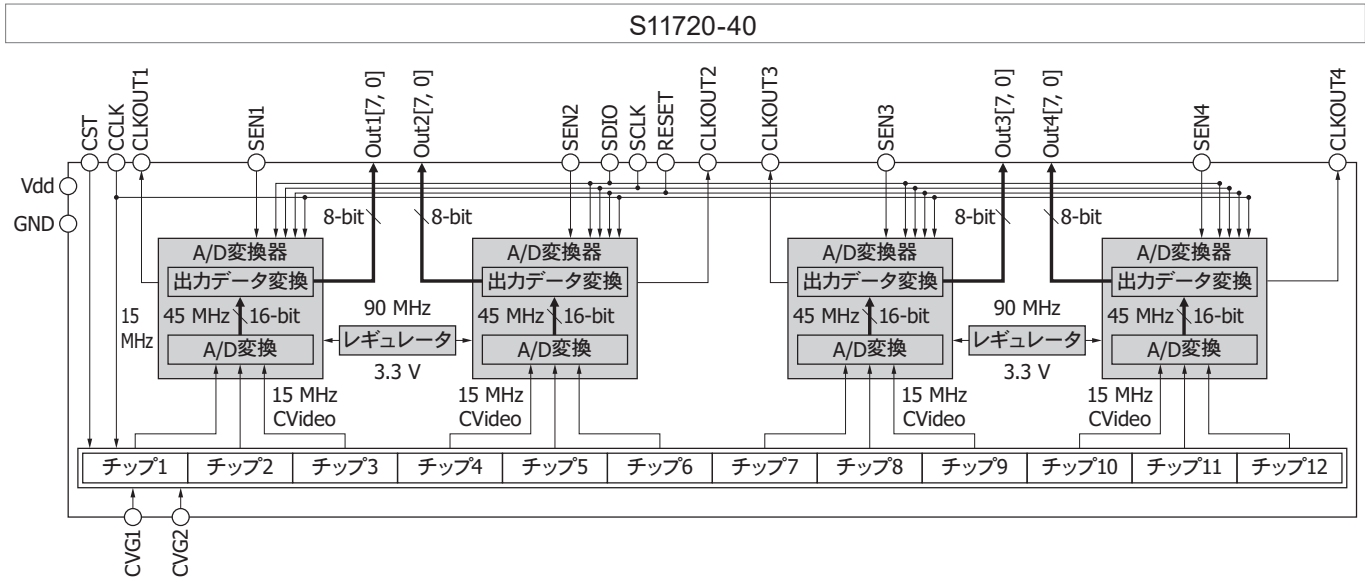 S11720-40
CST
CCLK
CLKOUT1
SEN1
Out1[7, 0]
Out2[7, 0]
SEN2
SDIO
SCLK
RESET
CLKOUT2
CLKOUT3
SEN3
Out3[7, 0]
Out4[7, 0]
SEN4
CLKOUT4
Vdd
GND
8-bit
8-bit
8-bit
8-bit
A/D変換器
A/D変換器
A/D変換器
A/D変換器
出力データ変換
出力データ変換
出力データ変換
出力データ変換
15
MHz
45 MHz
16-bit
90 MHz
45 MHz
16-bit
45 MHz
16-bit
90 MHz
45 MHz
16-bit
A/D変換
レギュレータ
A/D変換
A/D変換
レギュレータ
A/D変換
3.3 V
3.3 V
15 MHz
CVideo
15 MHz
CVideo
15 MHz
CVideo
15 MHz
CVideo
チップ1
チップ2
チップ3
チップ4
チップ5
チップ6
チップ7
チップ8
チップ9
チップ10
チップ11
チップ12
CVG1
CVG2